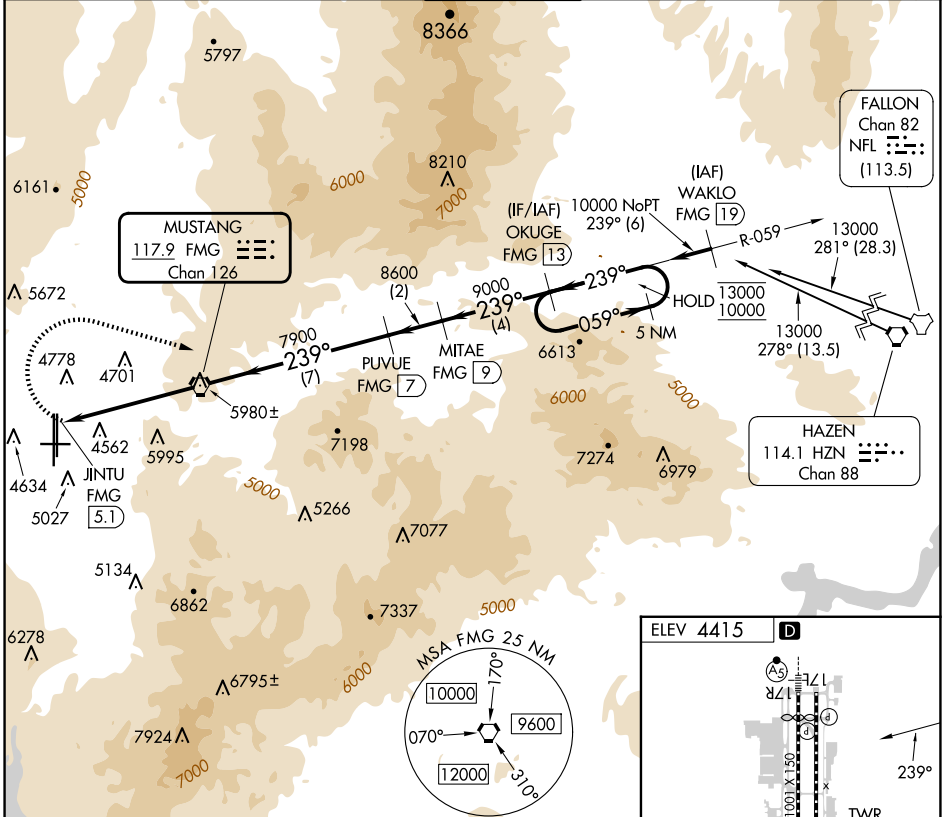 8366
5797
FALLON
Chan 82
NFL
(113.5)
6161
5000
6000
8210
7000
MUSTANG
117.9 FMG
Chan 126
(IF/IAF)
OKUGE
FMG 13
10000 NoPT
239° (6)
(IAF)
WAKLO
FMG 19
R-059
13000
281° (28.3)
8600
(2)
9000
239°
(4)
239°
059°
HOLD
13000
10000
5 NM
13000
278° (13.5)
5672
4778
4701
7900
239°
(7)
PUVUE
FMG 7
MITAE
FMG 9
6613
6000
5000
5980±
4634
4562
5995
JINTU
FMG
5.1
5027
7198
7274
6979
HAZEN
114.1 HZN
Chan 88
5000
5266
7077
5134
6862
7337
5000
6278
6795±
6000
7924
7000
MSA FMG 25 NM
170°
10000
9600
070°
12000
310°
ELEV 4415
D
A5
17R
17L
P
P
1001 X 150
x
239°
TWR